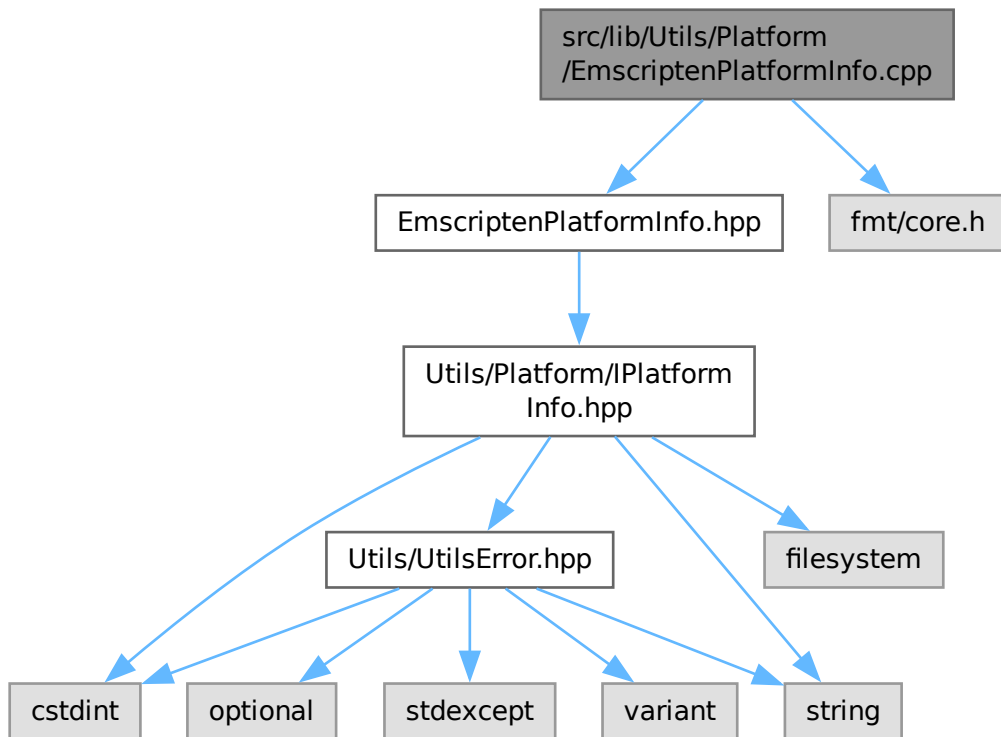 src/lib/Utils/Platform
/EmscriptenPlatformInfo.cpp
EmscriptenPlatformInfo.hpp
fmt/core.h
Utils/Platform/IPlatform
Info.hpp
Utils/UtilsError.hpp
filesystem
cstdint
optional
stdexcept
variant
string